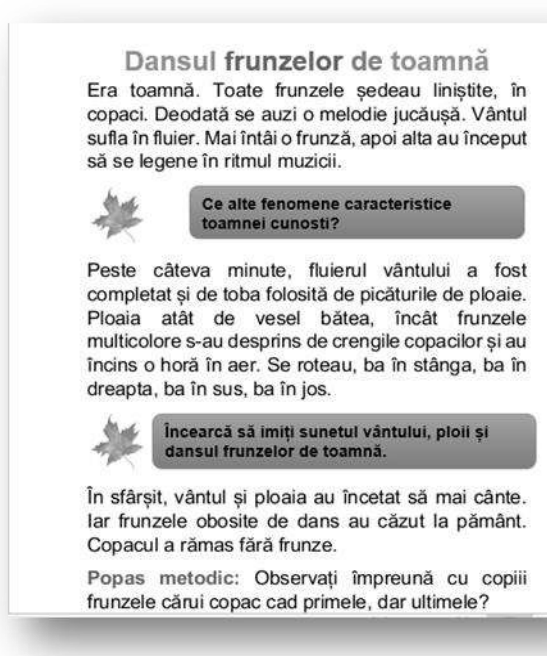 Dansul frunzelor de toamnă
Era toamnă. Toate frunzele ședeau liniștite, în
copaci. Deodată se auzi o melodie jucăușă. Vântul
sufla în fluier. Mai întâi o frunză, apoi alta au început
să se legene în ritmul muzicii.
Ce alte fenomene caracteristice
toamnei cunosti?
Peste câteva minute, fluierul vântului a fost
completat și de toba folosită de picăturile de ploaie.
Ploaia atât de vesel bătea, încât frunzele
multicolore s-au desprins de crengile copacilor și au
încins o horă în aer. Se roteau, ba în stânga, ba în
dreapta, ba în sus, ba în jos.
Încearcă să imiți sunetul vântului, ploii și
dansul frunzelor de toamnă.
În sfârșit, vântul și ploaia au încetat să mai cânte.
Iar frunzele obosite de dans au căzut la pământ.
Copacul a rămas fără frunze.
Popas metodic: Observați împreună cu copiii
frunzele cărui copac cad primele, dar ultimele?